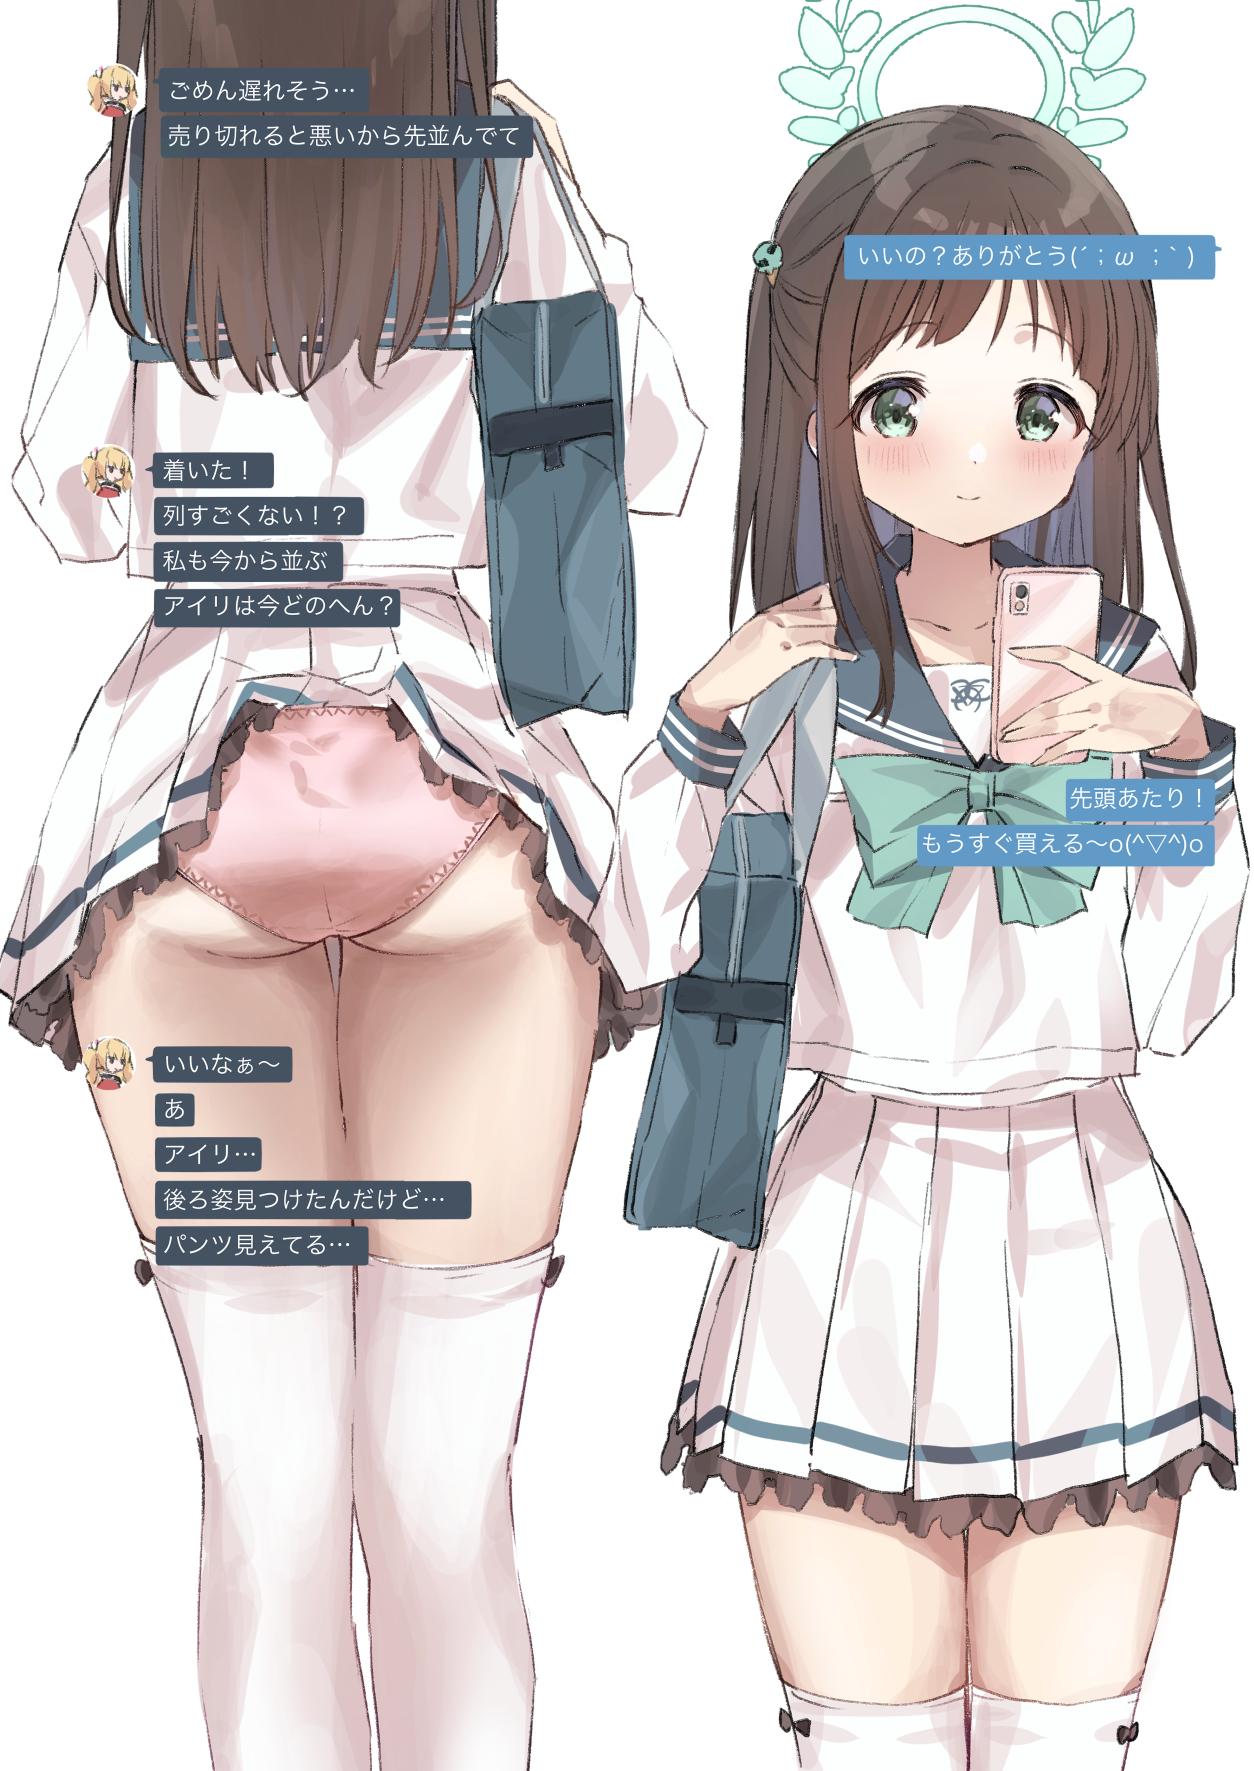 ごめん遅れそう…
売り切れると悪いから先並んでて
いいの？ありがとう(´；ω；｀)
着いた！
列すごくない！？
私も今から並ぶ
アイリは今どのへん？
先頭あたり！
もうすぐ買える〜o(^▽^)o
いいなぁ〜
あ
アイリ…
後ろ姿見つけたんだけど…
パンツ見えてる…